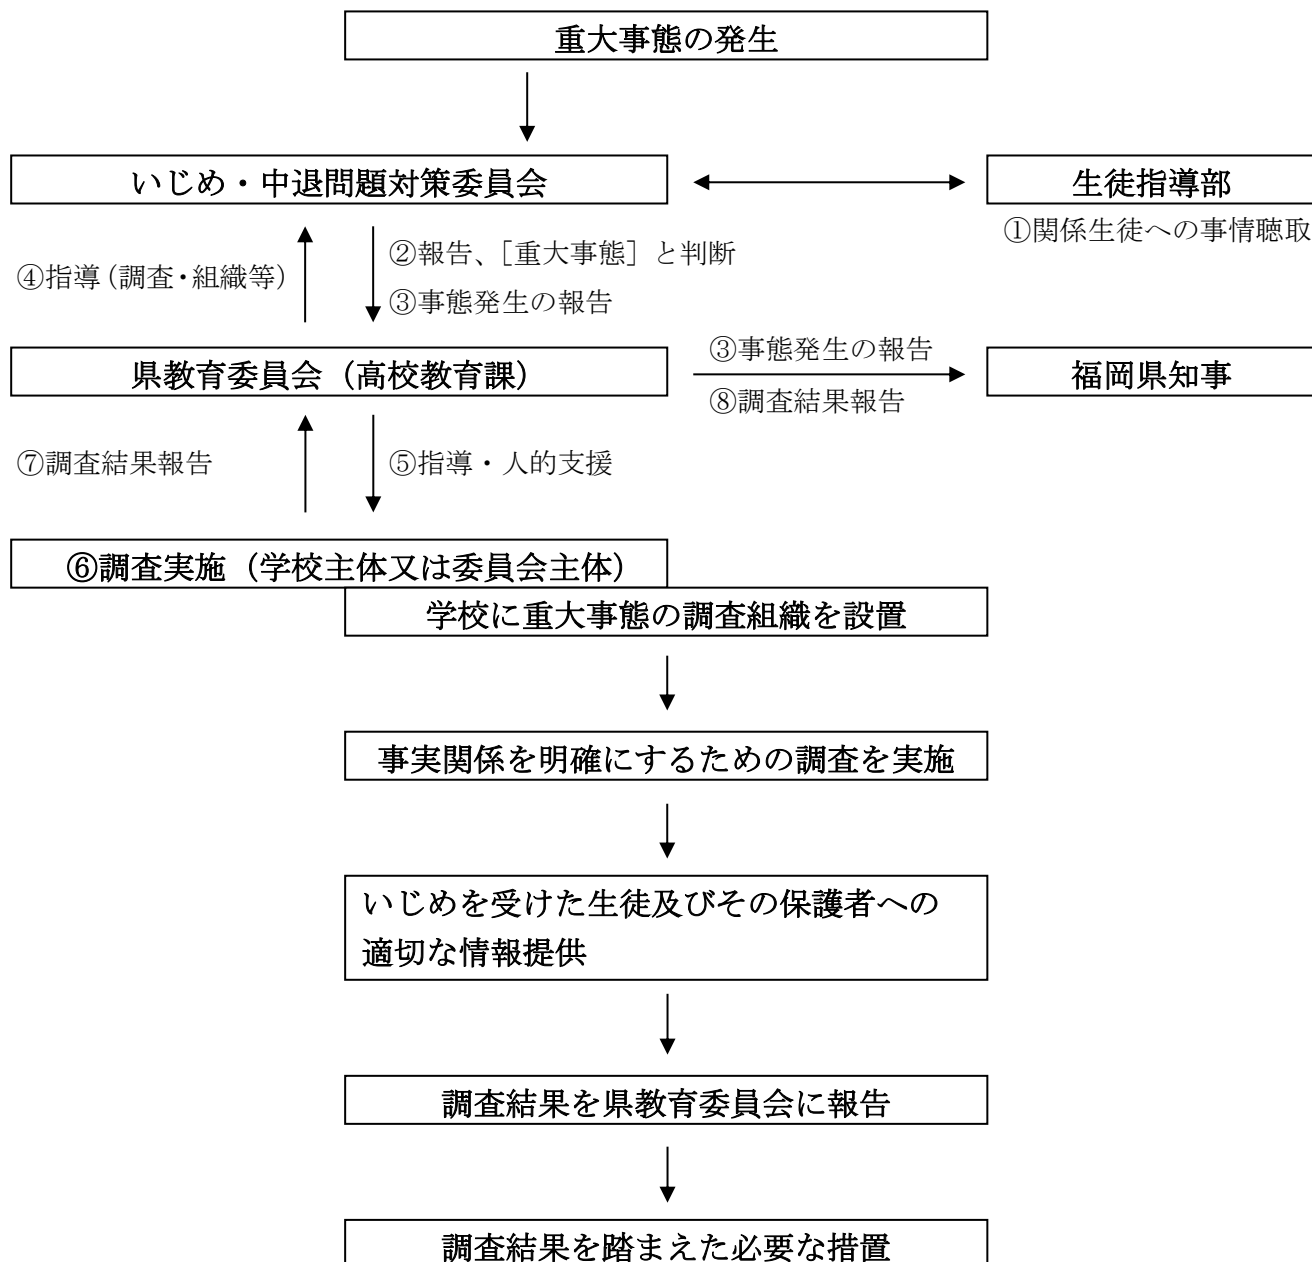 重大事態の発生
いじめ・中退問題対策委員会
生徒指導部
①関係生徒への事情聴取
②報告、［重大事態］と判断
④指導（調査・組織等）
③事態発生の報告
③事態発生の報告
県教育委員会（高校教育課）
福岡県知事
⑧調査結果報告
⑦調査結果報告
⑤指導・人的支援
⑥調査実施（学校主体又は委員会主体）
学校に重大事態の調査組織を設置
事実関係を明確にするための調査を実施
いじめを受けた生徒及びその保護者への
適切な情報提供
調査結果を県教育委員会に報告
調査結果を踏まえた必要な措置